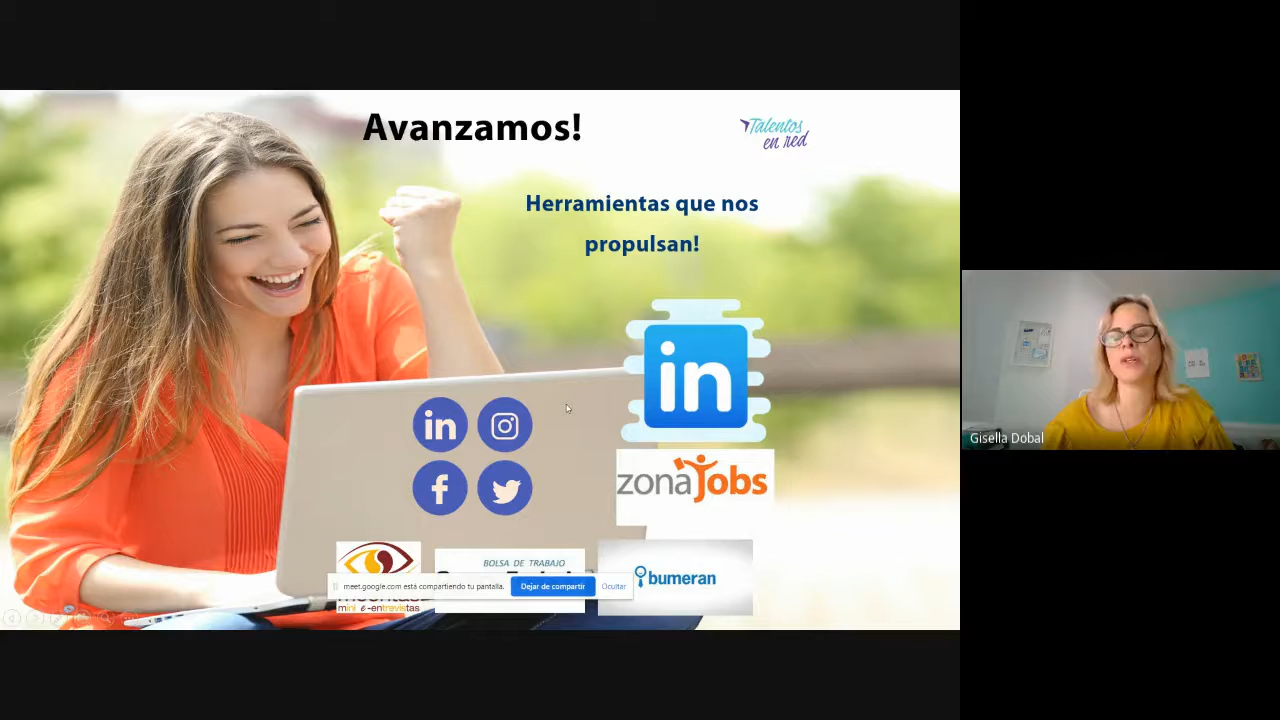 Avanzamos!
Talentos
en red
Herramientas que nos
propulsan!
in
in
f
zonaJobs
BOLSA DE TRABAJO
bumeran
meet.google.com está compartiendo tu pantalla.
Dejar de compartir
Ocultar
mini e-entrevistas
Gisella Dobal